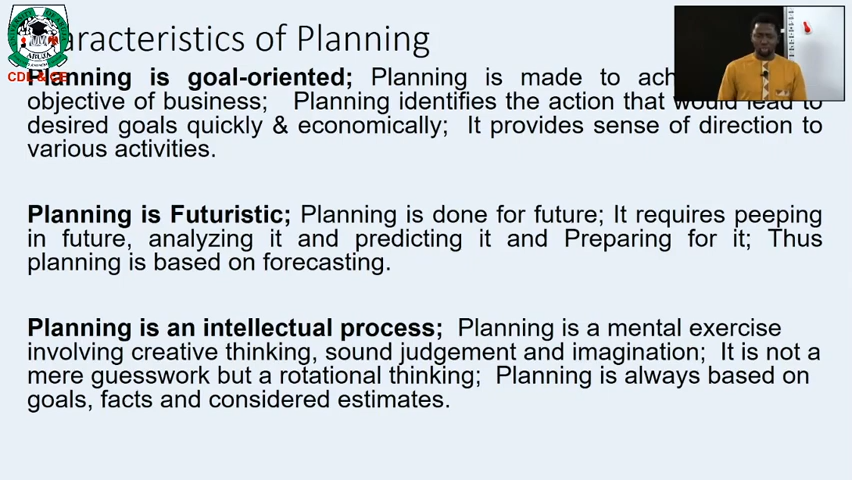 aracteristics of Planning
Planning is goal-oriented; Planning is made to ach
objective of business; Planning identifies the action that would lead to
desired goals quickly & economically; It provides sense of direction to
various activities.
Planning is Futuristic; Planning is done for future; It requires peeping
in future, analyzing it and predicting it and Preparing for it; Thus
planning is based on forecasting.
Planning is an intellectual process; Planning is a mental exercise
involving creative thinking, sound judgement and imagination; It is not a
mere guesswork but a rotational thinking; Planning is always based on
goals, facts and considered estimates.
UNIVERSITY OF ABUJA
ABUJA
CDL & CE